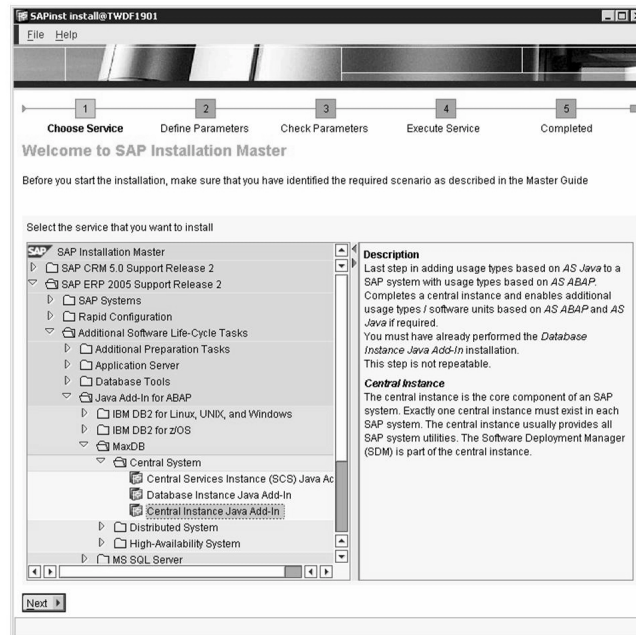 SAPinst install@TWDF1901
File Help
1 2 3 4 5
Choose Service Define Parameters Check Parameters Execute Service Completed
Welcome to SAP Installation Master
Before you start the installation, make sure that you have identified the required scenario as described in the Master Guide
Select the service that you want to install
SAP SAP Installation Master
SAP CRM 5.0 Support Release 2
SAP ERP 2005 Support Release 2
SAP Systems
Rapid Configuration
Additional Software Life-Cycle Tasks
Additional Preparation Tasks
Application Server
Database Tools
Java Add-In for ABAP
IBM DB2 for Linux, UNIX, and Windows
IBM DB2 for z/OS
MaxDB
Central System
Central Services Instance (SCS) Java Ac
Database Instance Java Add-In
Central Instance Java Add-In
Distributed System
High-Availability System
MS SQL Server
Description
Last step in adding usage types based on AS Java to a
SAP system with usage types based on AS ABAP.
Completes a central instance and enables additional
usage types / software units based on AS ABAP and AS
Java if required.
You must have already performed the Database
Instance Java Add-In installation.
This step is not repeatable.
Central Instance
The central instance is the core component of an SAP
system. Exactly one central instance must exist in each
SAP system. The central instance usually provides all
SAP system utilities. The Software Deployment Manager
(SDM) is part of the central instance.
Next